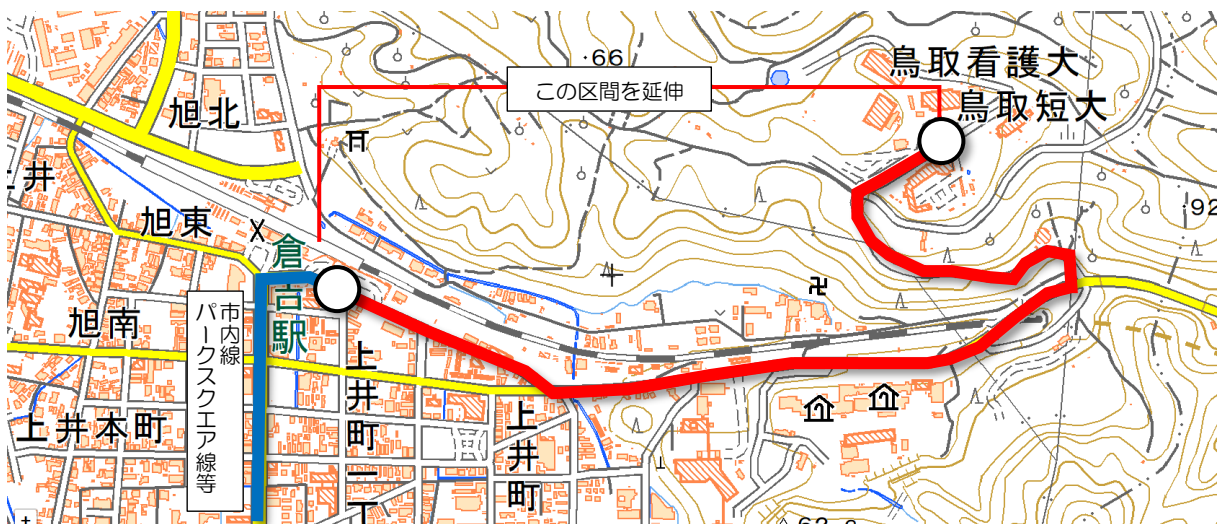 ・66
この区間を延伸
鳥取看護大
鳥取短大
旭北
上井
旭東
倉吉駅
92
旭南
市内線
パークスクエア線等
上井町一丁
上井町
上井本町